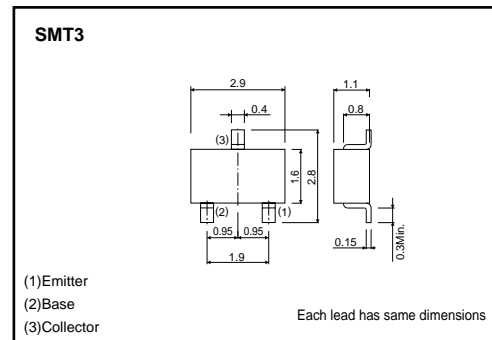 SMT3
2.9
1.1
0.4
0.8
(3)
1.6
2.8
(2)
(1)
0.95
0.95
0.15
0.3Min.
1.9
(1)Emitter
(2)Base
(3)Collector
Each lead has same dimensions